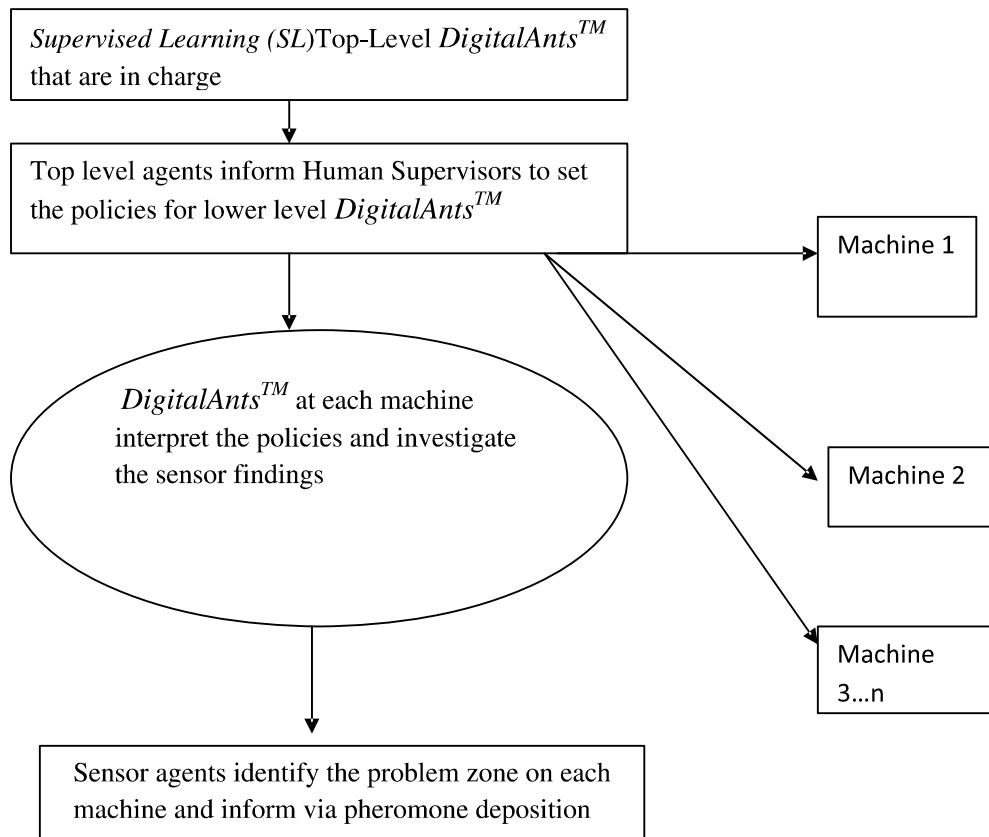 Supervised Learning (SL)Top-Level DigitalAnts™
that are in charge
Top level agents inform Human Supervisors to set
the policies for lower level DigitalAnts™
Machine 1
DigitalAnts™ at each machine
interpret the policies and investigate
the sensor findings
Machine 2
Machine
3...n
Sensor agents identify the problem zone on each
machine and inform via pheromone deposition